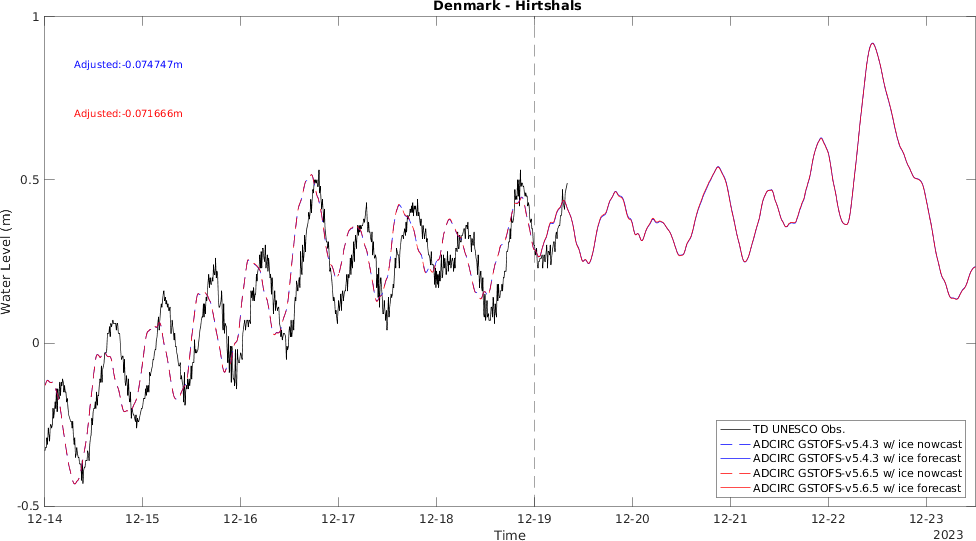 Denmark - Hirtshals
1
Adjusted:-0.074747m
Adjusted:-0.071666m
0.5
Water Level (m)
0
TD UNESCO Obs.
ADCIRC GSTOFS-v5.4.3 w/ ice nowcast
ADCIRC GSTOFS-v5.4.3 w/ ice forecast
ADCIRC GSTOFS-v5.6.5 w/ ice nowcast
ADCIRC GSTOFS-v5.6.5 w/ ice forecast
-0.5
12-14 12-15 12-16 12-17 12-18 12-19 12-20 12-21 12-22 12-23
Time 2023